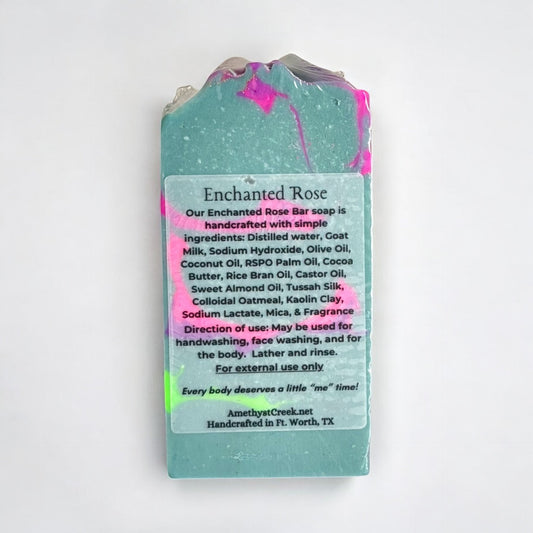 Enchanted Rose
Our Enchanted Rose Bar soap is
handcrafted with simple
ingredients: Distilled water, Goat
Milk, Sodium Hydroxide, Olive Oil,
Coconut Oil, RSPO Palm Oil, Cocoa
Butter, Rice Bran Oil, Castor Oil,
Sweet Almond Oil, Tussah Silk,
Colloidal Oatmeal, Kaolin Clay,
Sodium Lactate, Mica, & Fragrance
Direction of use: May be used for
handwashing, face washing, and for
the body. Lather and rinse.
For external use only
Every body deserves a little "me" time!
AmethystCreek.net
Handcrafted in Ft. Worth, TX